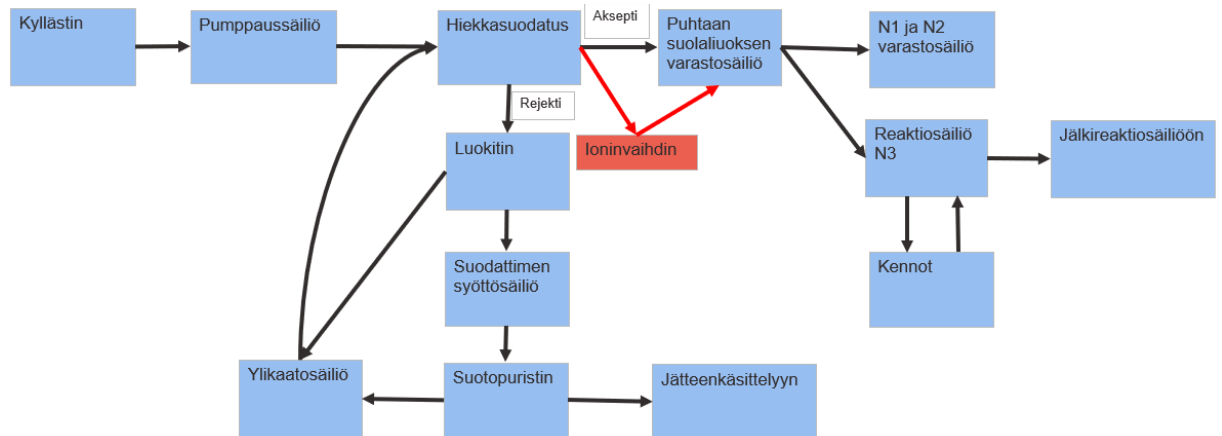 Kyllästin
Pumppaussäiliö
Hiekkasuodatus
Aksepti
Puhtaan
suolaliuoksen
varastosäiliö
N1 ja N2
varastosäiliö
Rejekti
Luokitin
Ioninvaihdin
Reaktiosäiliö
N3
Jälkireaktiosäiliöön
Suodattimen
syöttösäiliö
Kennot
Ylikaatosäiliö
Suotopuristin
Jätteenkäsittelyyn